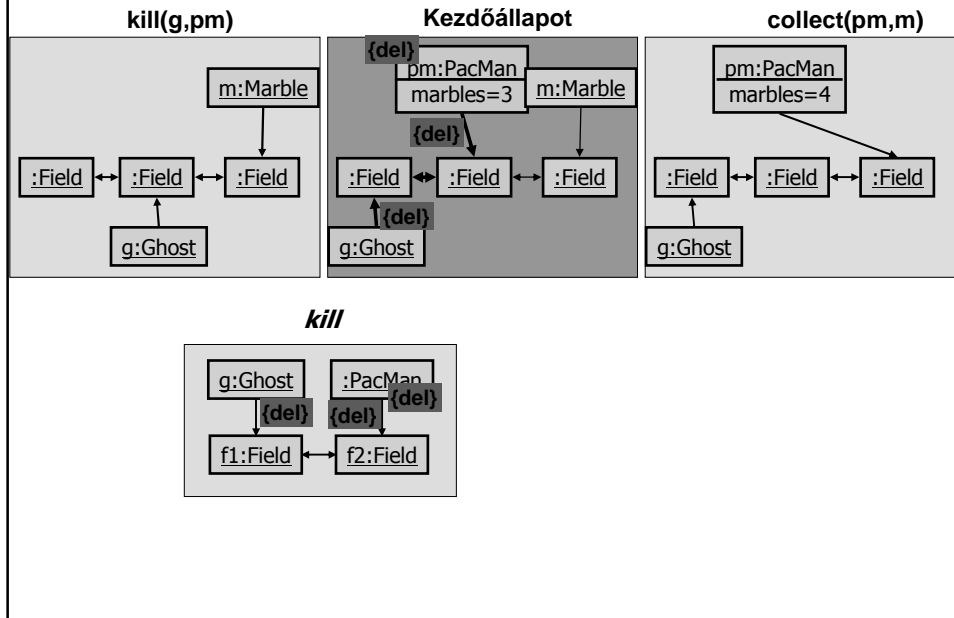 kill(g,pm)
m:Marble
:Field
:Field
:Field
g:Ghost
Kezdőállapot
{del}
pm:PacMan
marbles=3
m:Marble
{del}
:Field
:Field
:Field
{del}
g:Ghost
collect(pm,m)
pm:PacMan
marbles=4
:Field
:Field
:Field
g:Ghost
kill
g:Ghost
:PacMan
{del}
{del}
{del}
f1:Field
f2:Field